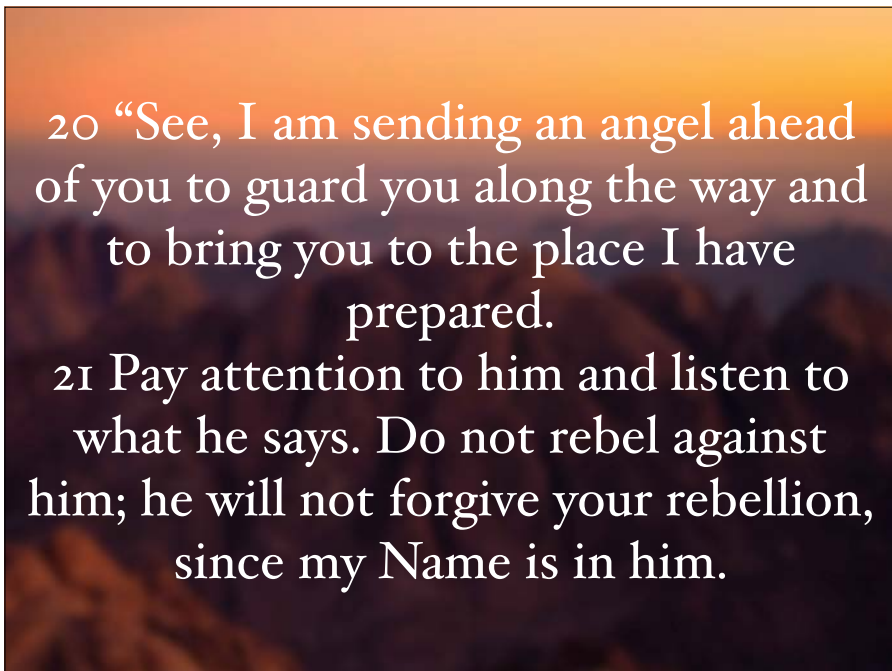 20 “See, I am sending an angel ahead
of you to guard you along the way and
to bring you to the place I have
prepared.
21 Pay attention to him and listen to
what he says. Do not rebel against
him; he will not forgive your rebellion,
since my Name is in him.